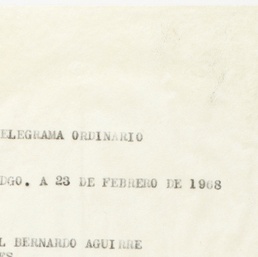 ELEGRAMA ORDINARIO
DGO. A 23 DE FEBRERO DE 1968
L BERNARDO AGUIRRE